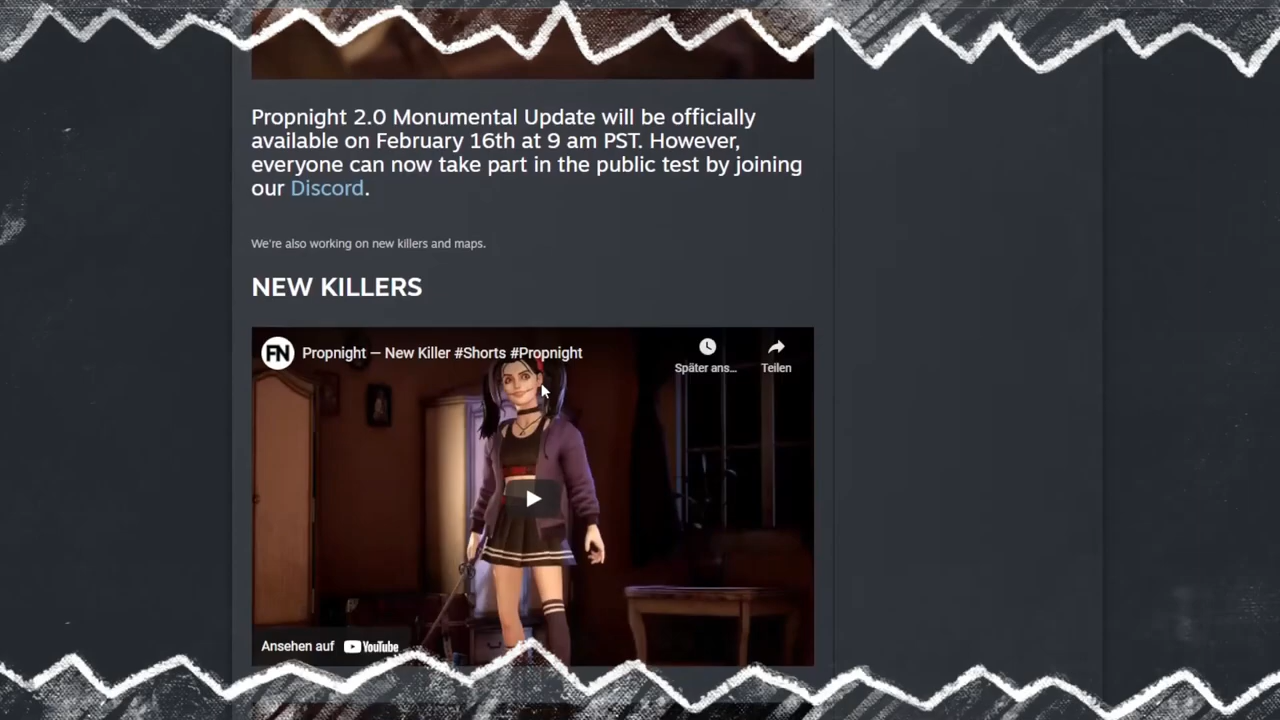 Propnight 2.0 Monumental Update will be officially
available on February 16th at 9 am PST. However,
everyone can now take part in the public test by joining
our Discord.
We're also working on new killers and maps.
NEW KILLERS
FN Propnight — New Killer #Shorts #Propnight
Später ans...
Teilen
Ansehen auf YouTube